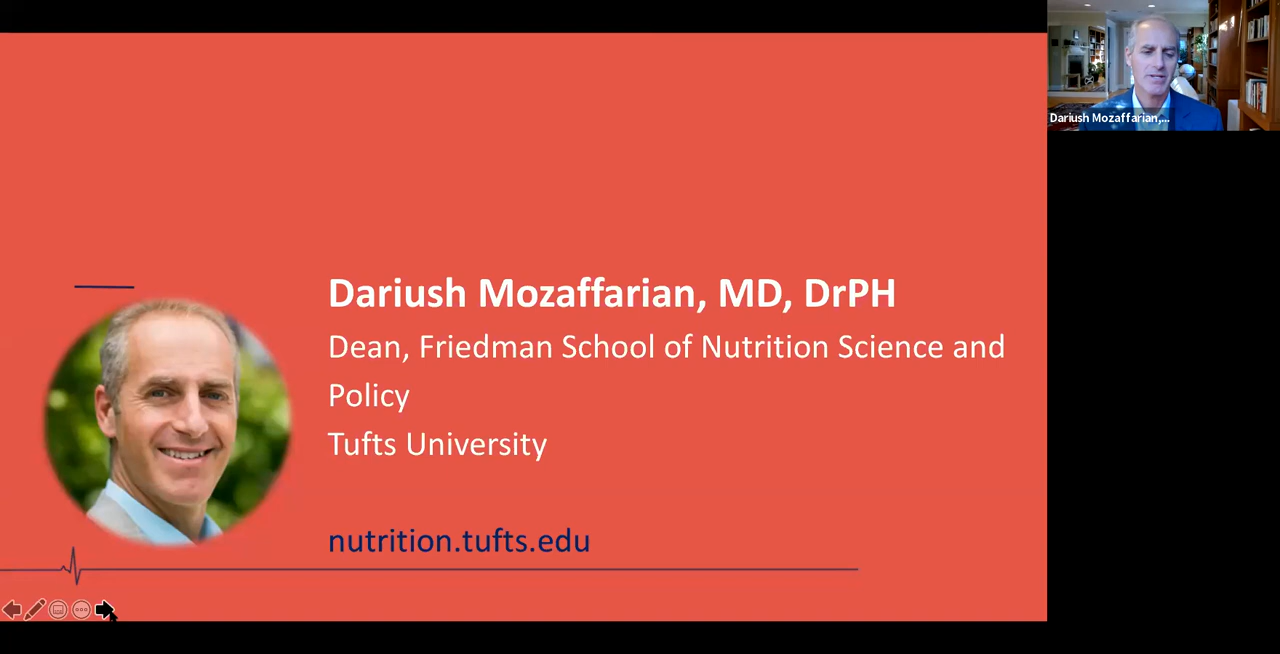 Dariush Mozaffarian, MD, DrPH
Dean, Friedman School of Nutrition Science and
Policy
Tufts University
nutrition.tufts.edu
Dariush Mozaffarian,...